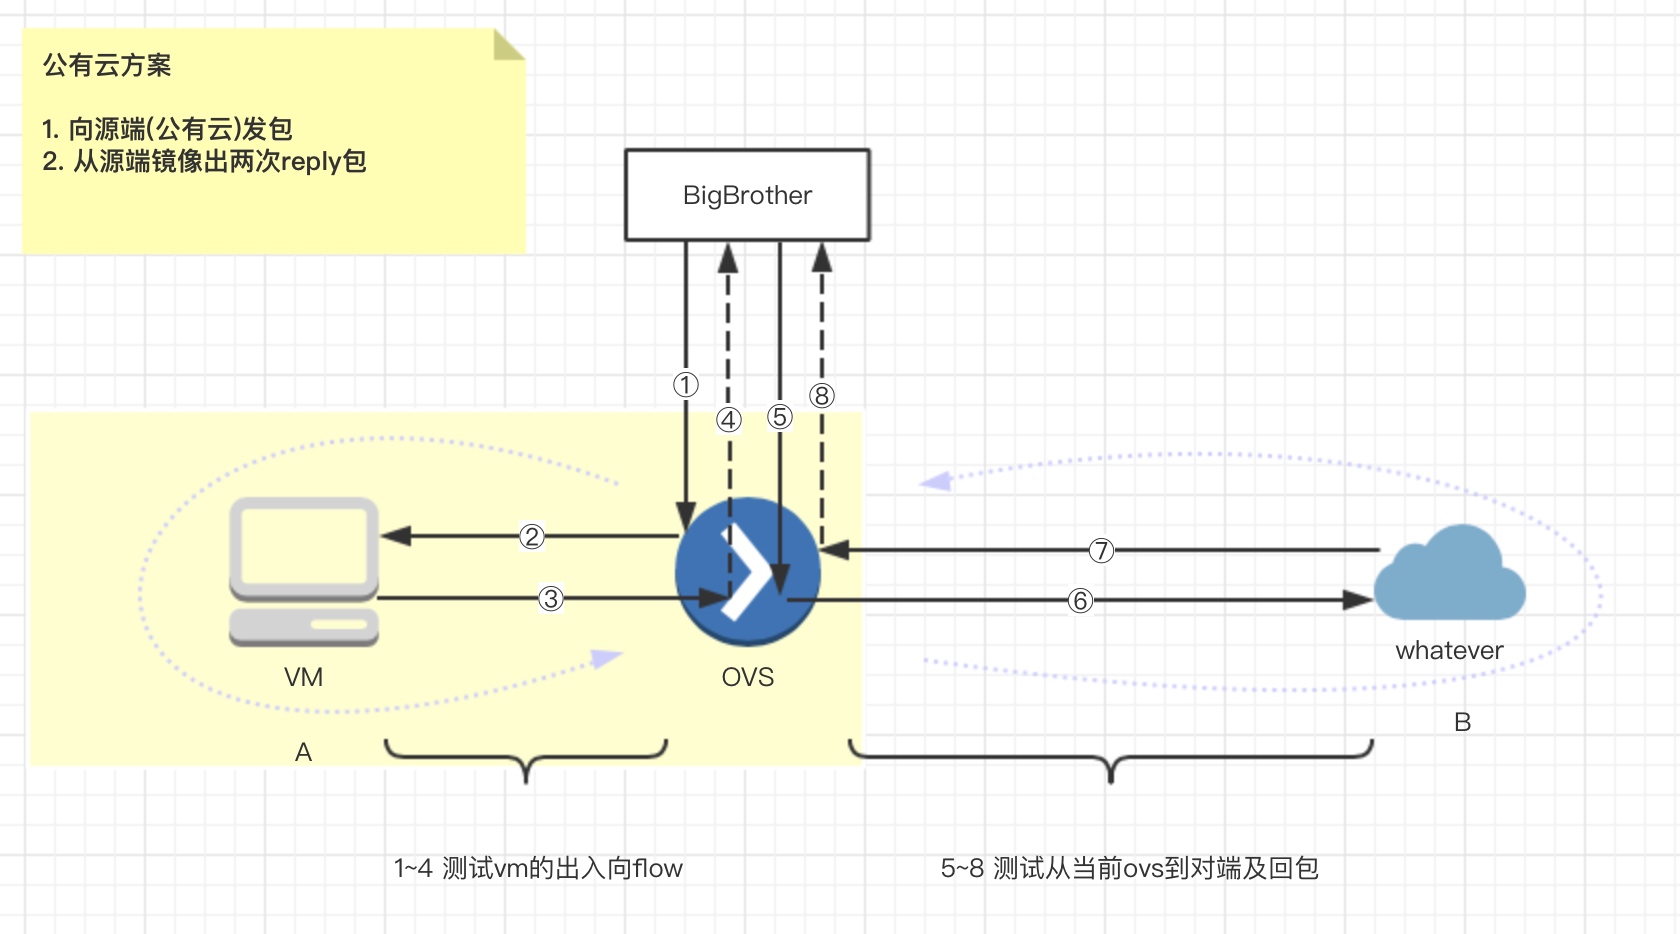 公有云方案
1. 向源端(公有云)发包
2. 从源端镜像出两次reply包
BigBrother
①
④
⑤
⑧
②
⑦
③
⑥
whatever
VM
OVS
B
A
1~4 测试vm的出入向flow
5~8 测试从当前ovs到对端及回包